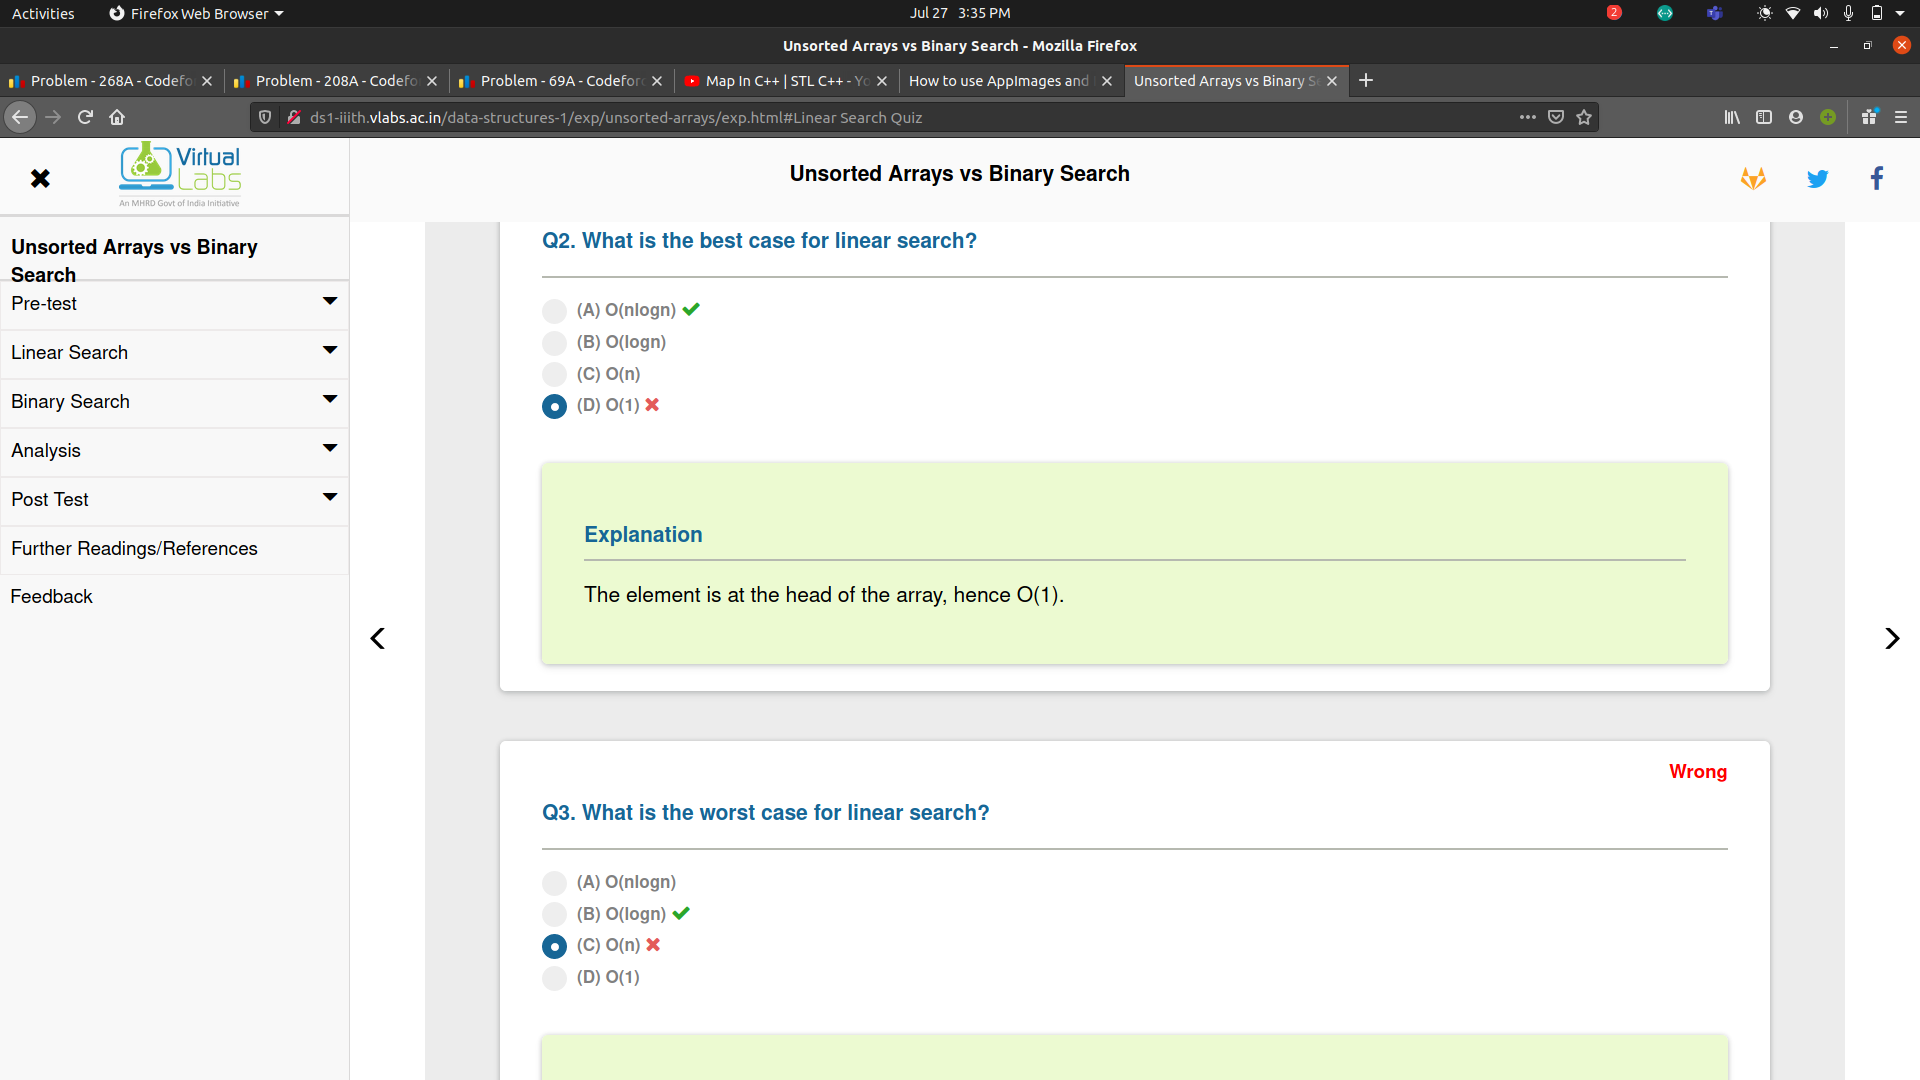 Activities
Firefox Web Browser
Jul 27 3:35 PM
2
Unsorted Arrays vs Binary Search - Mozilla Firefox
Problem - 268A - Codefo
Problem - 208A - Codefo
Problem - 69A - Codefor
Map In C++ | STL C++ - Yo
How to use AppImages and
Unsorted Arrays vs Binary Se
ds1-iiith.vlabs.ac.in/data-structures-1/exp/unsorted-arrays/exp.html#Linear Search Quiz
Virtual
Labs
An MHRD Govt of India Initiative
Unsorted Arrays vs Binary Search
Unsorted Arrays vs Binary
Search
Pre-test
Linear Search
Binary Search
Analysis
Post Test
Further Readings/References
Feedback
Q2. What is the best case for linear search?
(A) O(nlogn)
(B) O(logn)
(C) O(n)
(D) O(1)
Explanation
The element is at the head of the array, hence O(1).
Wrong
Q3. What is the worst case for linear search?
(A) O(nlogn)
(B) O(logn)
(C) O(n)
(D) O(1)